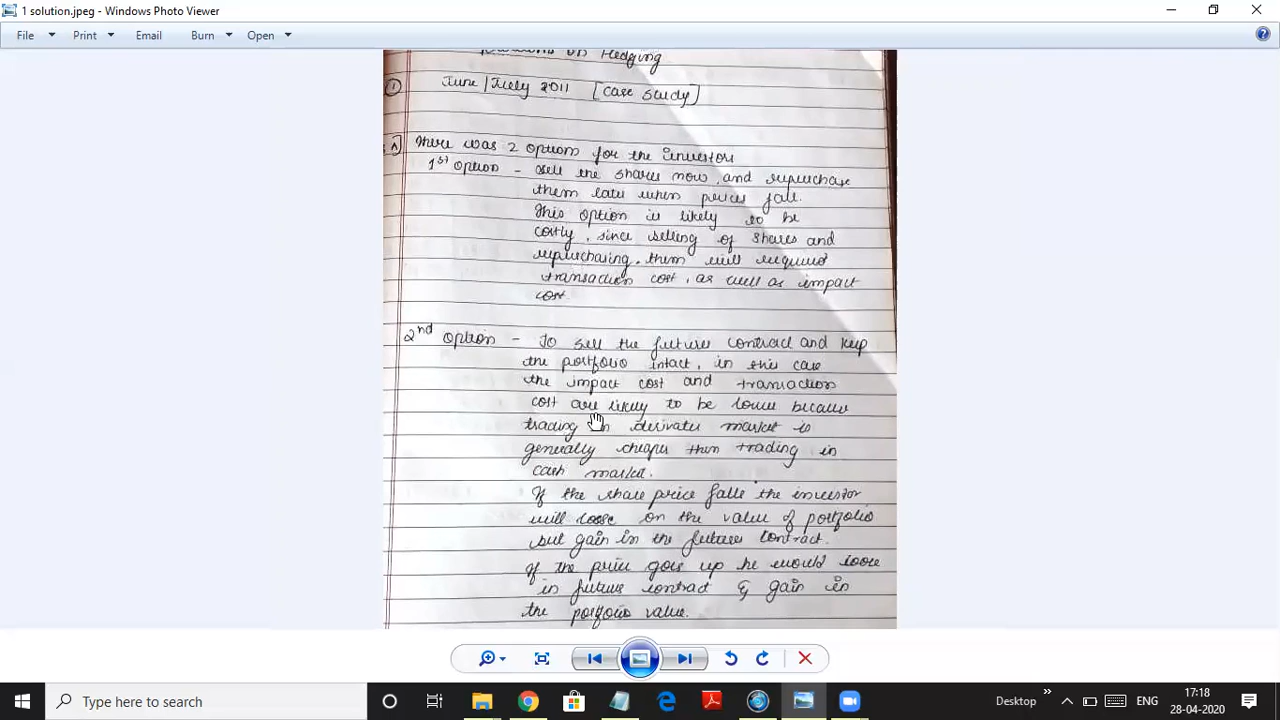 1 solution.jpeg - Windows Photo Viewer
File Print Email Burn Open
on Hedging
① June / July 2011 [Case Study]
A] There was 2 option for the investor
1st option - sell the shares now, and repurchase
them later when prices fall.
This option is likely to be
costly, since selling of shares and
repurchasing, them will required
transaction cost, as well as impact
cost.
2nd option - To sell the futures contract and keep
the portfolio intact, in this case
the impact cost and transaction
cost are likely to be lower because
trading in derivates market is
generally cheaper then trading in
cash market.
If the share price falls the investor
will loose on the value of portfolio
but gain in the futures contract.
If the price goes up he would loose
in future contract & gain in
the portfolio value.
Type here to search
Desktop » ENG 17:18
28-04-2020